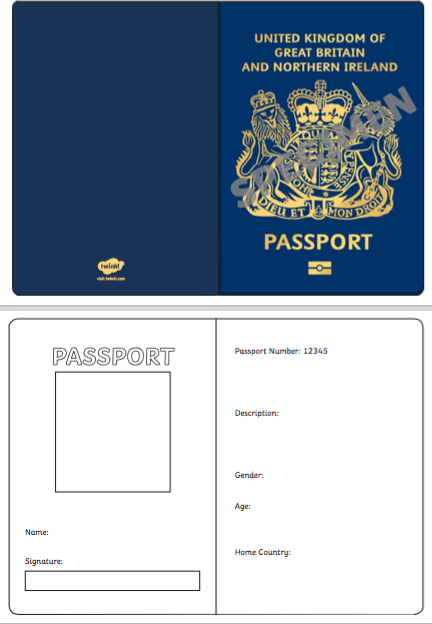 UNITED KINGDOM OF
GREAT BRITAIN
AND NORTHERN IRELAND
SPECIMEN
DIEU ET MON DROIT
PASSPORT
twinkl
visit twinkl.com
PASSPORT
Name:
Signature:
Passport Number: 12345
Description:
Gender:
Age:
Home Country: